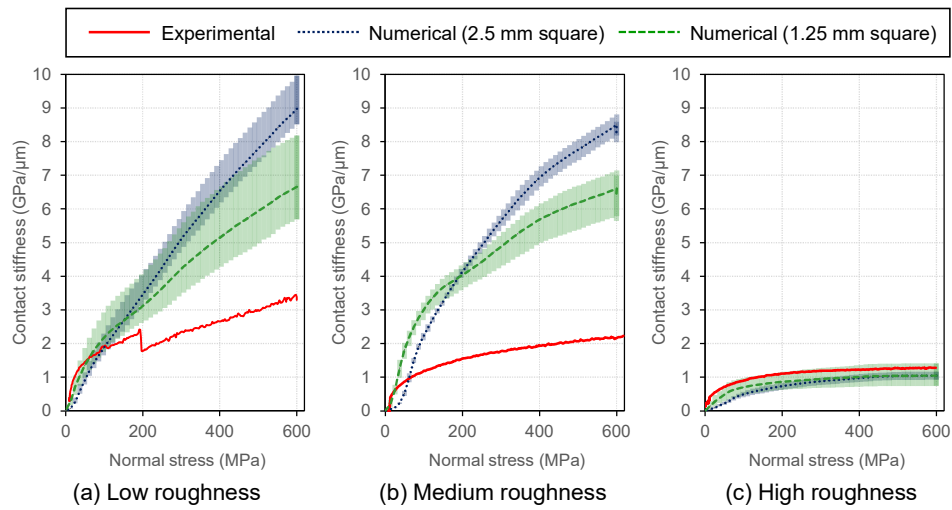 Experimental Numerical (2.5 mm square) Numerical (1.25 mm square)
10
9
8
7
6
5
4
3
2
1
0
Contact stiffness (GPa/µm)
0 200 400 600
Normal stress (MPa)
(a) Low roughness
10
9
8
7
6
5
4
3
2
1
0
Contact stiffness (GPa/µm)
0 200 400 600
Normal stress (MPa)
(b) Medium roughness
10
9
8
7
6
5
4
3
2
1
0
Contact stiffness (GPa/µm)
0 200 400 600
Normal stress (MPa)
(c) High roughness